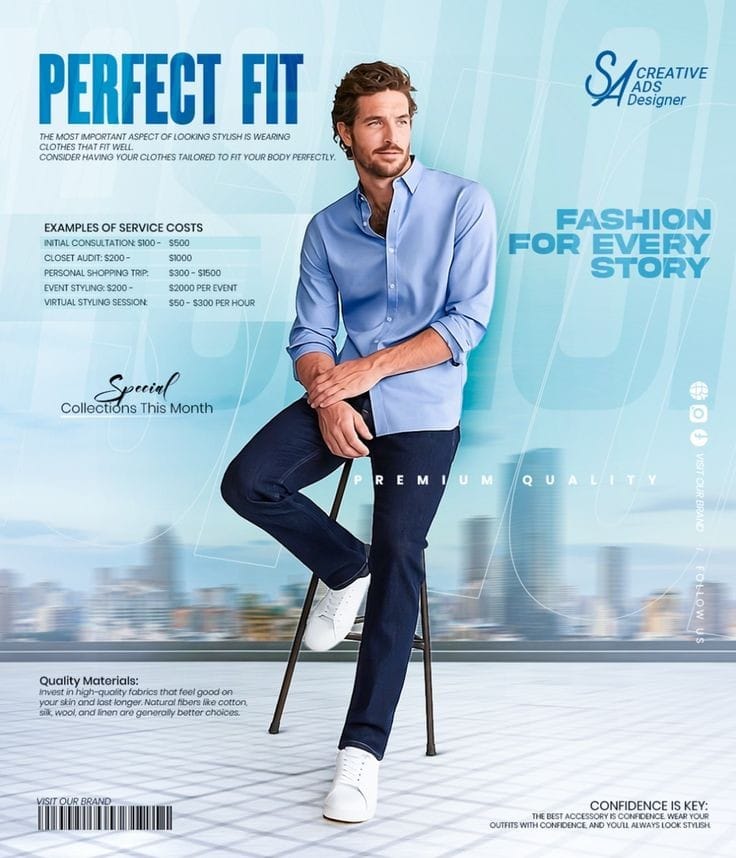 PERFECT FIT
THE MOST IMPORTANT ASPECT OF LOOKING STYLISH IS WEARING
CLOTHES THAT FIT WELL.
CONSIDER HAVING YOUR CLOTHES TAILORED TO FIT YOUR BODY PERFECTLY.
SA CREATIVE
ADS
Designer
EXAMPLES OF SERVICE COSTS
INITIAL CONSULTATION: $100 - $500
CLOSET AUDIT: $200 - $1000
PERSONAL SHOPPING TRIP: $300 - $1500
EVENT STYLING: $200 - $2000 PER EVENT
VIRTUAL STYLING SESSION: $50 - $300 PER HOUR
FASHION
FOR EVERY
STORY
Special
Collections This Month
PREMIUM QUALITY
VISIT OUR BRAND / FOLLOW US
Quality Materials:
Invest in high-quality fabrics that feel good on
your skin and last longer. Natural fibers like cotton,
silk, wool, and linen are generally better choices.
VISIT OUR BRAND
CONFIDENCE IS KEY:
THE BEST ACCESSORY IS CONFIDENCE. WEAR YOUR
OUTFITS WITH CONFIDENCE, AND YOU'LL ALWAYS LOOK STYLISH.